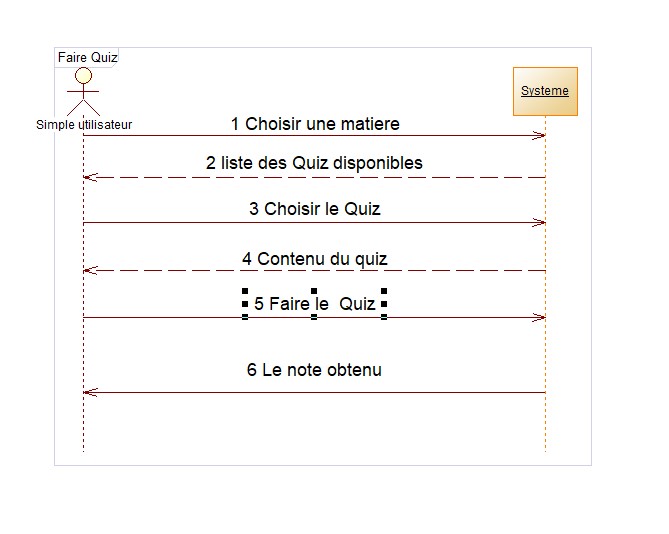 Faire Quiz
Systeme
Simple utilisateur
1 Choisir une matiere
2 liste des Quiz disponibles
3 Choisir le Quiz
4 Contenu du quiz
5 Faire le  Quiz
6 Le note obtenu